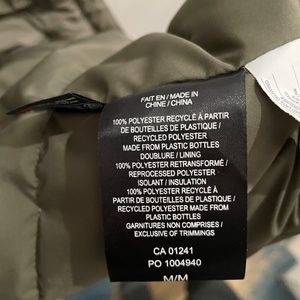 FAIT EN / MADE IN
CHINE / CHINA
100% POLYESTER RECYCLÉ À PARTIR
DE BOUTEILLES DE PLASTIQUE /
RECYCLED POLYESTER
MADE FROM PLASTIC BOTTLES
DOUBLURE / LINING
100% POLYESTER RETRANSFORMÉ /
REPROCESSED POLYESTER
ISOLANT / INSULATION
100% POLYESTER RECYCLÉ À PARTIR
DE BOUTEILLES DE PLASTIQUE /
RECYCLED POLYESTER MADE FROM
PLASTIC BOTTLES
GARNITURES NON COMPRISES /
EXCLUSIVE OF TRIMMINGS
CA 01241
PO 1004940
M/M